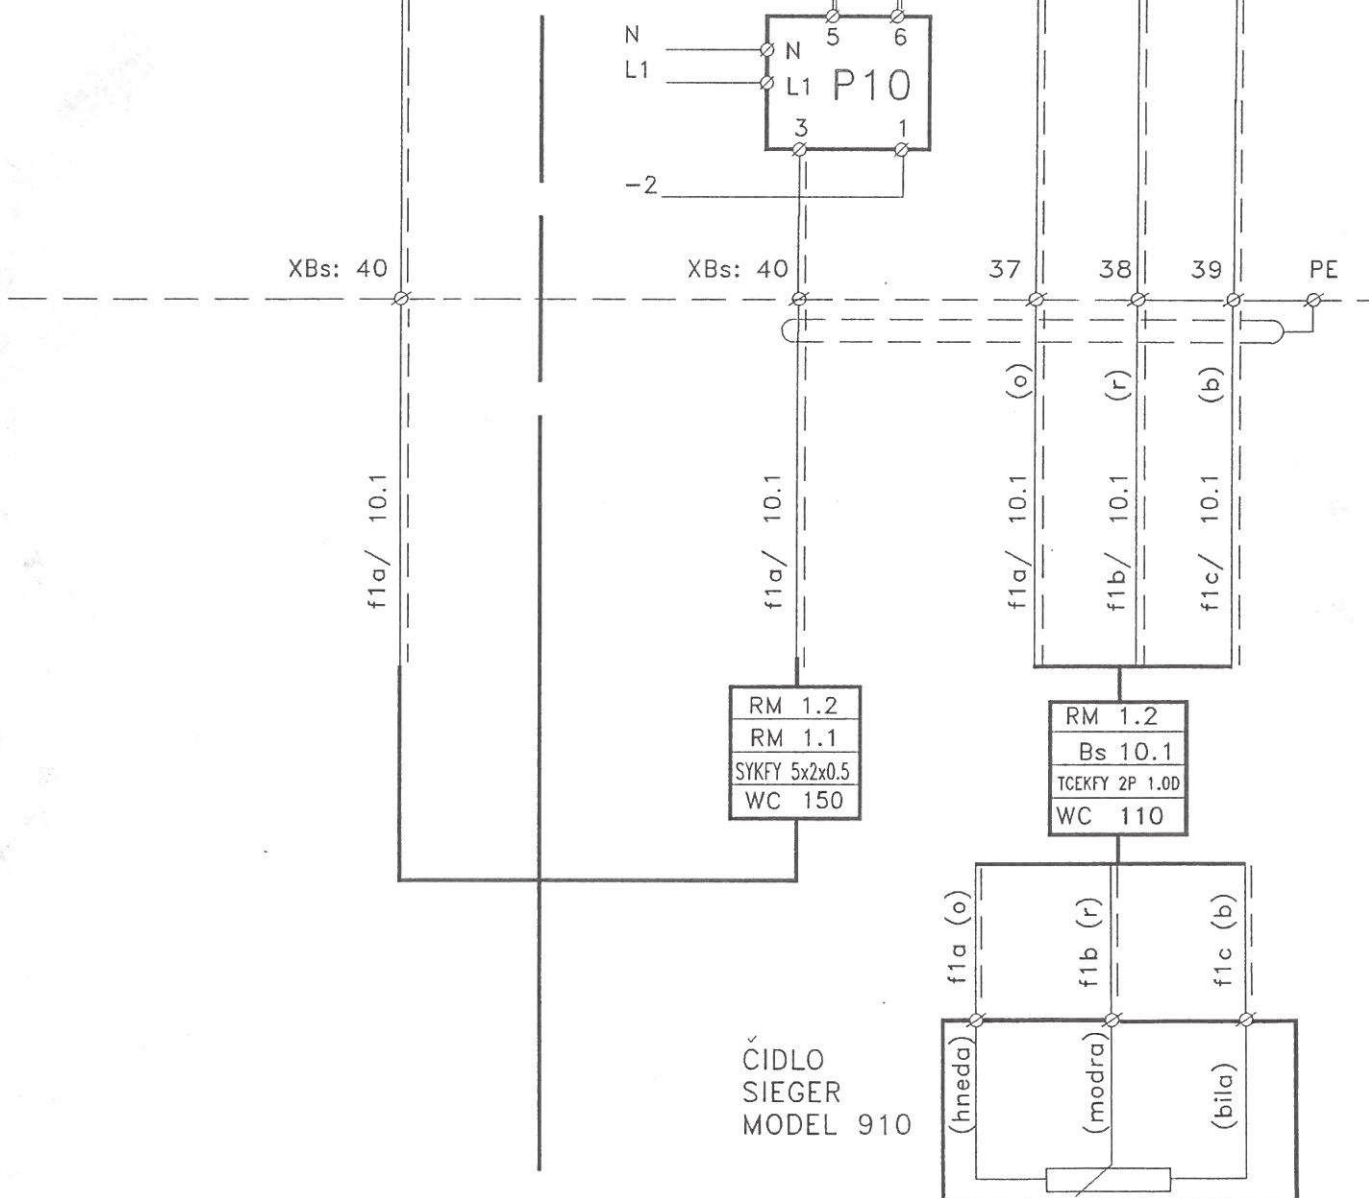 5 6
N
N
L1
L1 P10
3 1
-2
XBs: 40
XBs: 40
37
38
39
PE
(o)
(r)
(b)
f1a/ 10.1
f1a/ 10.1
f1a/ 10.1
f1b/ 10.1
f1c/ 10.1
RM 1.2
RM 1.1
SYKFY 5x2x0.5
WC 150
RM 1.2
Bs 10.1
TCEKFY 2P 1.0D
WC 110
f1a (o)
f1b (r)
f1c (b)
ČIDLO
SIEGER
MODEL 910
(hneda)
(modra)
(bila)